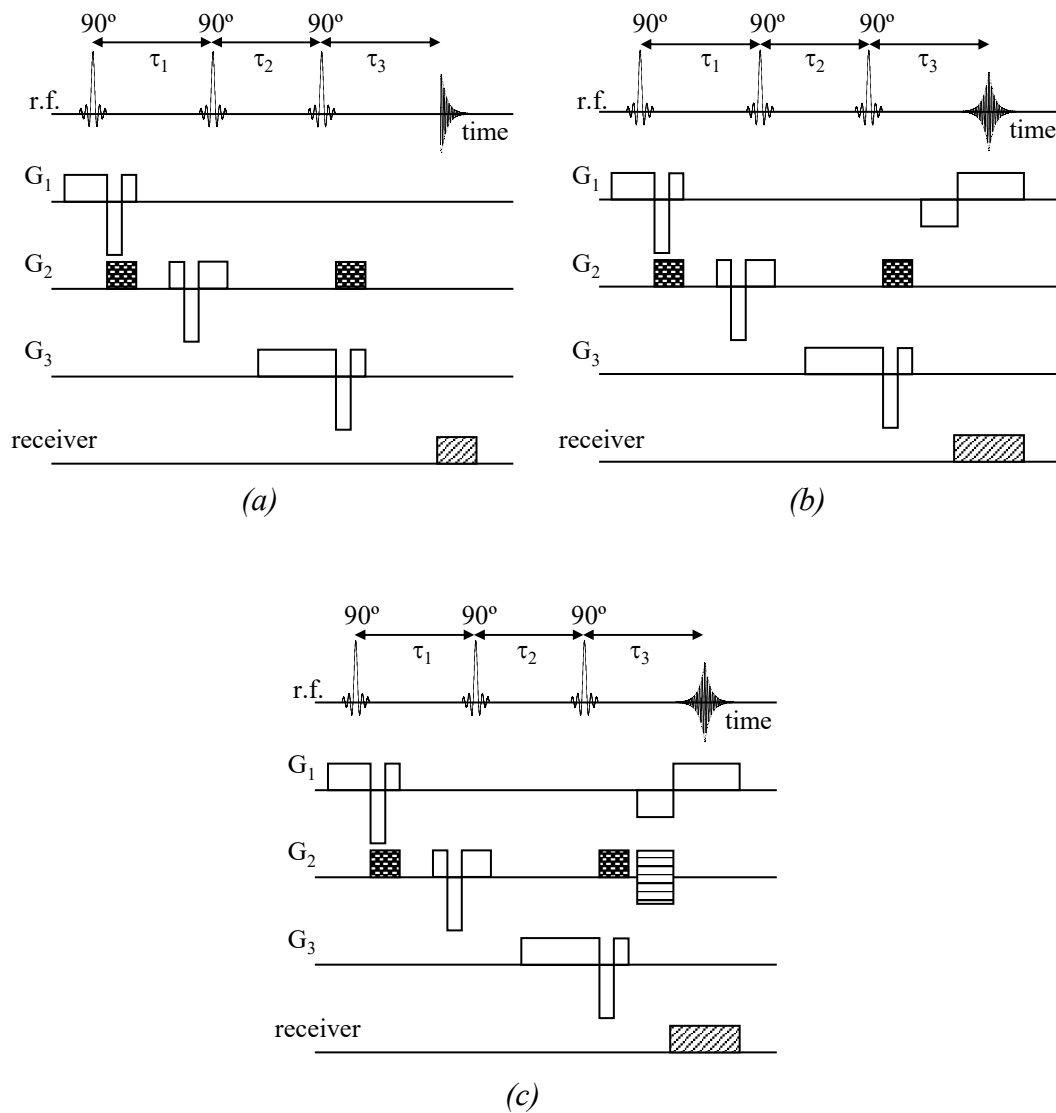 90º 90º 90º
τ1 τ2 τ3
r.f.
time
G1
G2
G3
receiver
(a)
90º 90º 90º
τ1 τ2 τ3
r.f.
time
G1
G2
G3
receiver
(b)
90º 90º 90º
τ1 τ2 τ3
r.f.
time
G1
G2
G3
receiver
(c)